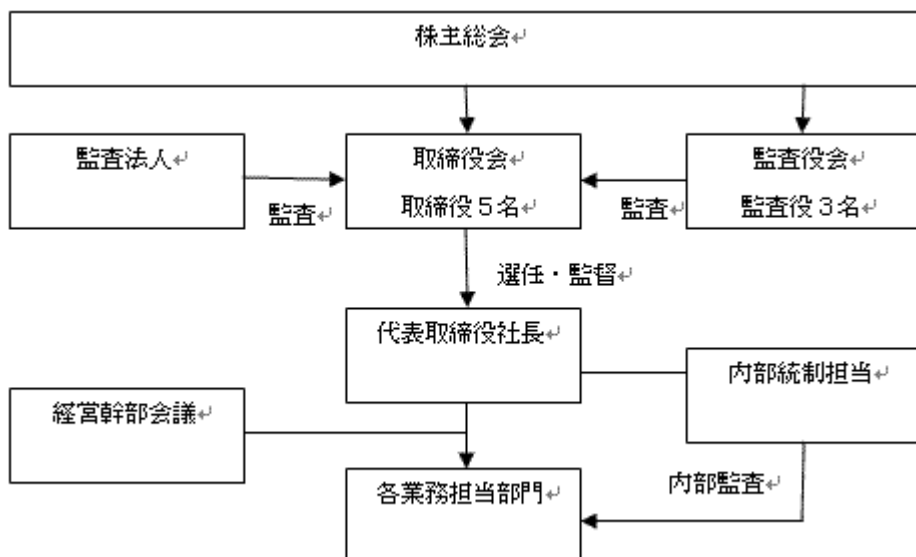 株主総会↵
監査法人↵
取締役会↵
取締役５名↵
監査役会↵
監査役３名↵
監査↵
監査↵
選任・監督↵
代表取締役社長↵
内部統制担当↵
経営幹部会議↵
各業務担当部門↵
内部監査↵